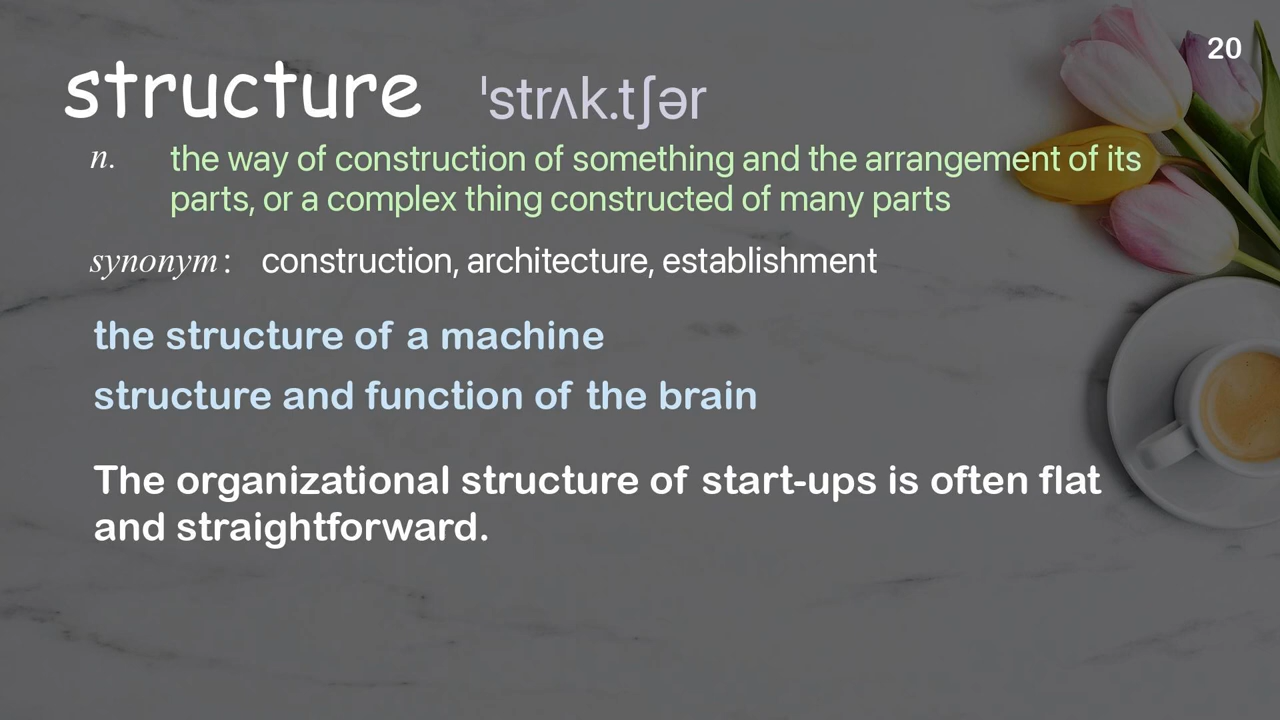 20
structure ˈstrʌk.tʃər
n. the way of construction of something and the arrangement of its
parts, or a complex thing constructed of many parts
synonym: construction, architecture, establishment
the structure of a machine
structure and function of the brain
The organizational structure of start-ups is often flat
and straightforward.